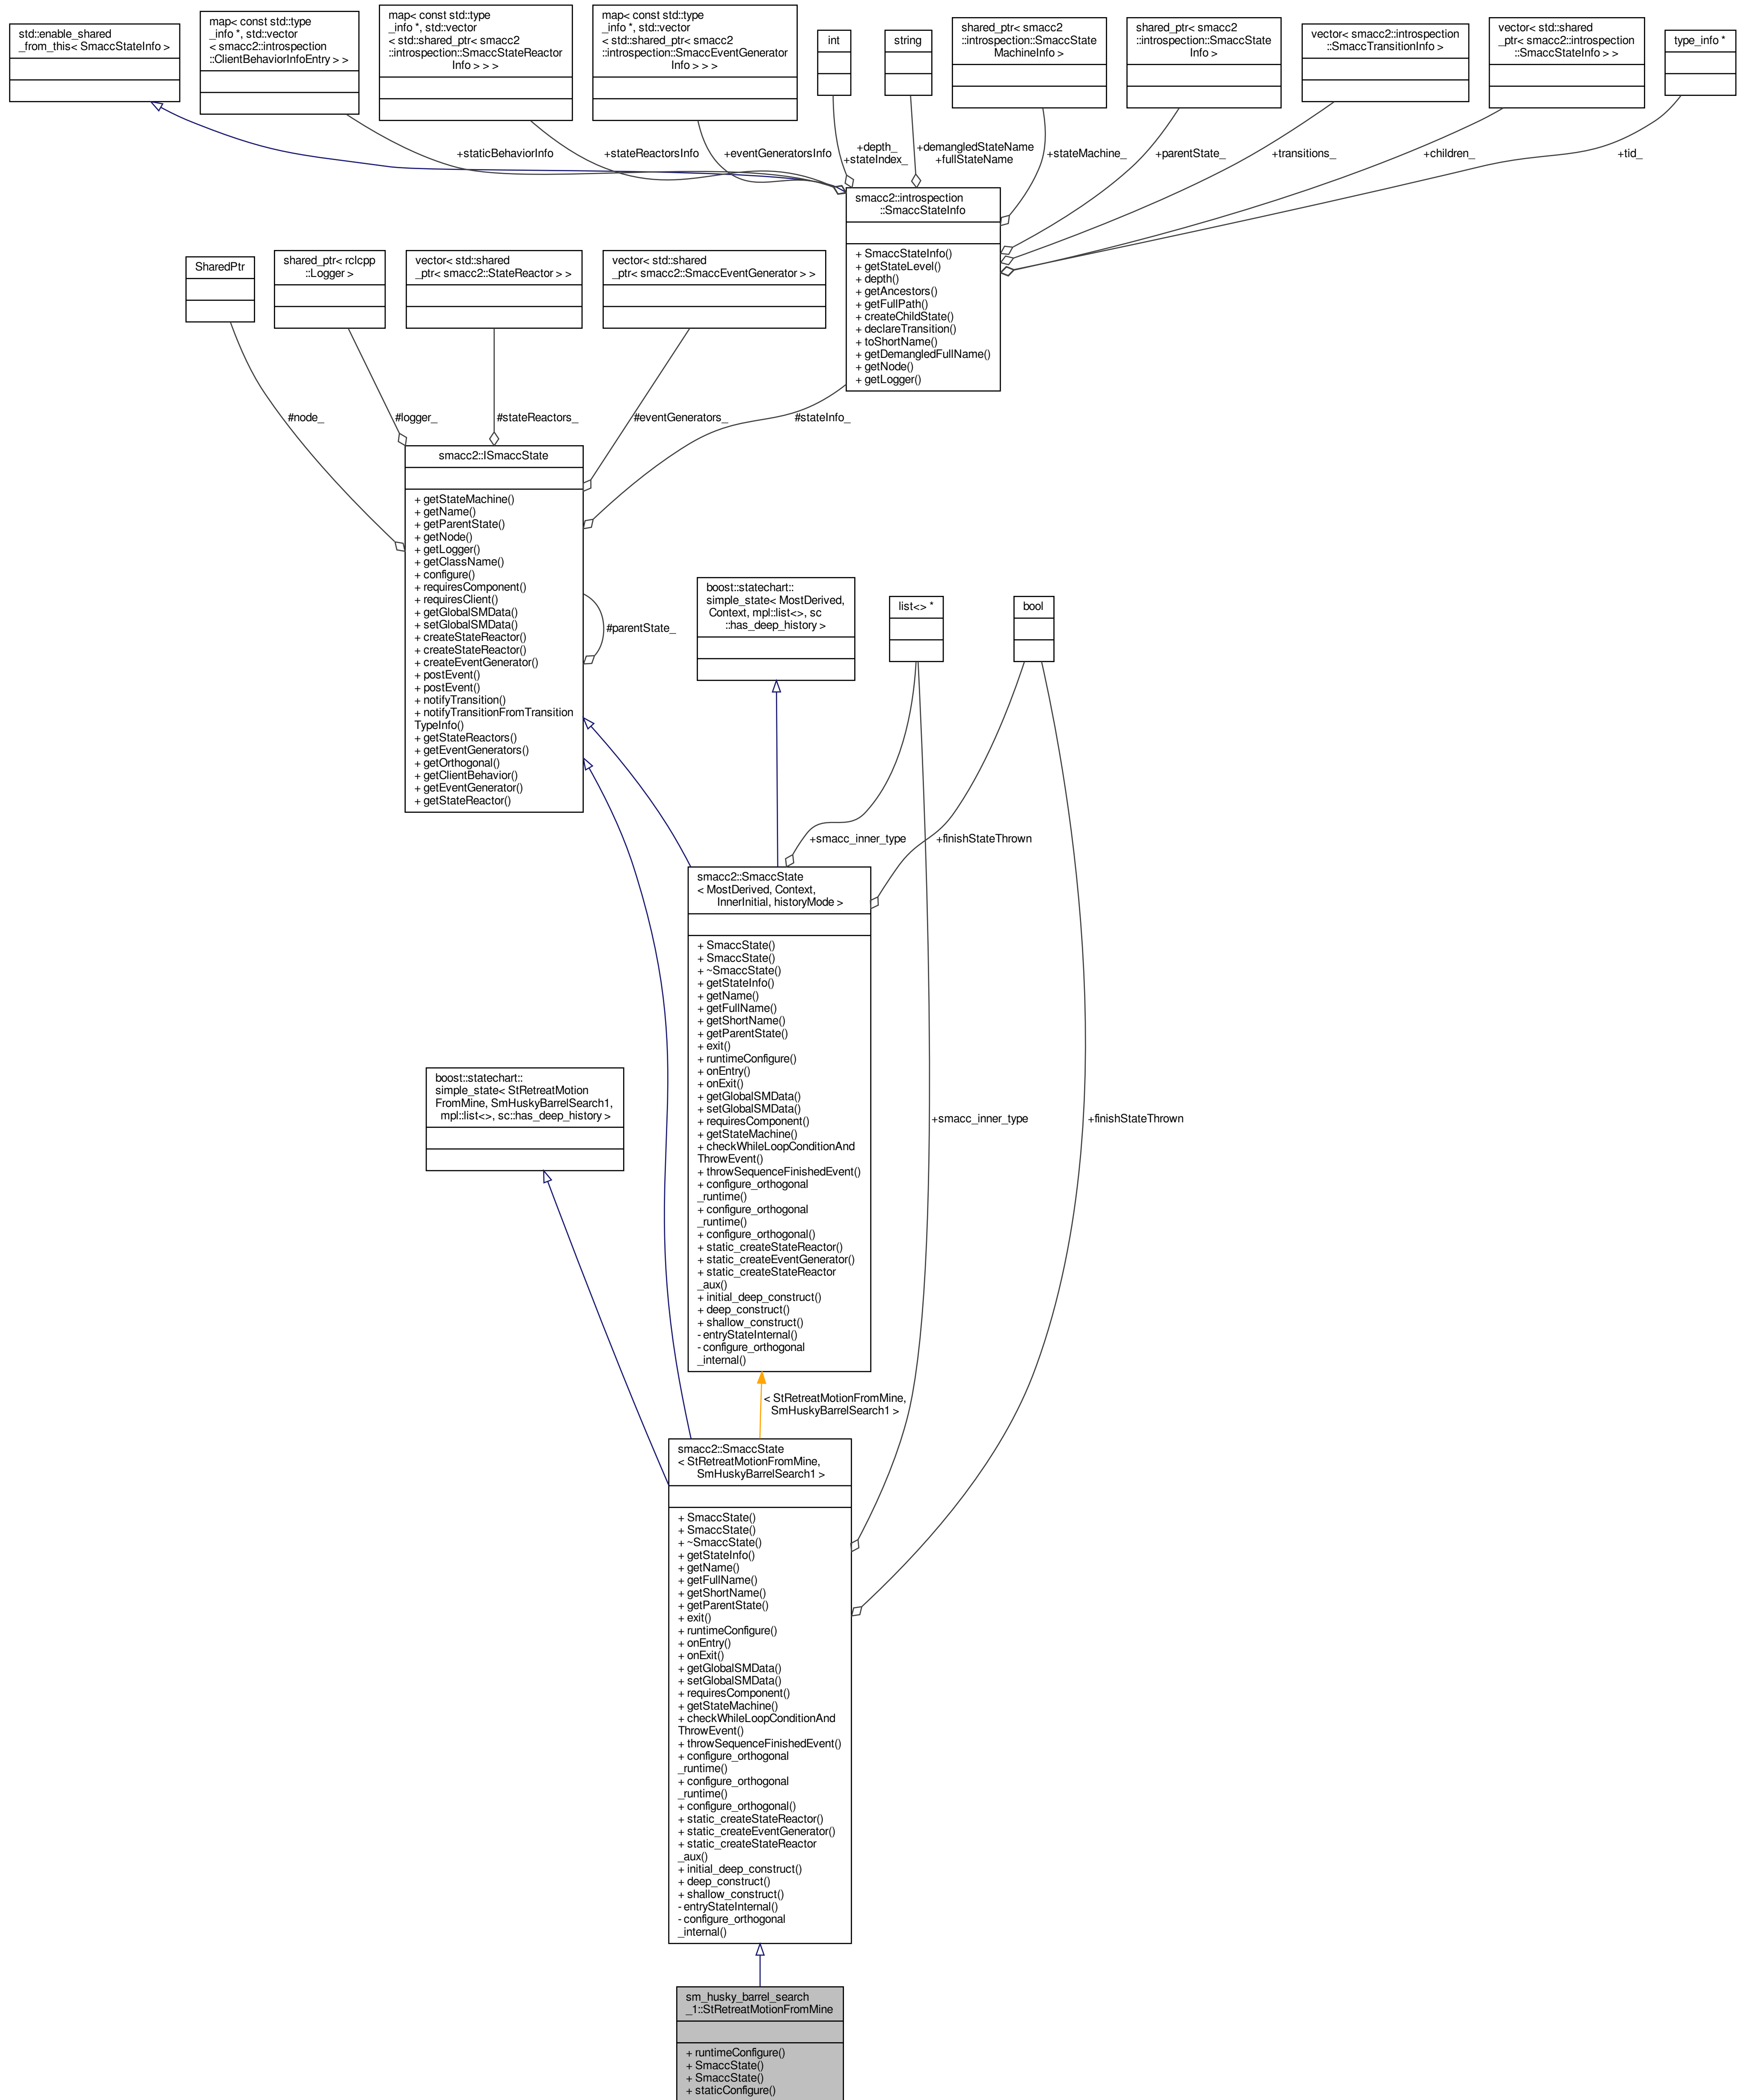 std::enable_shared
_from_this< SmaccStateInfo >
map< const std::type
_info *, std::vector
< smacc2::introspection
::ClientBehaviorInfoEntry > >
map< const std::type
_info *, std::vector
< std::shared_ptr< smacc2
::introspection::SmaccStateReactor
Info > > >
map< const std::type
_info *, std::vector
< std::shared_ptr< smacc2
::introspection::SmaccEventGenerator
Info > > >
int
string
shared_ptr< smacc2
::introspection::SmaccState
MachineInfo >
shared_ptr< smacc2
::introspection::SmaccState
Info >
vector< smacc2::introspection
::SmaccTransitionInfo >
vector< std::shared
_ptr< smacc2::introspection
::SmaccStateInfo > >
type_info *
+staticBehaviorInfo
+stateReactorsInfo
+eventGeneratorsInfo
+depth_
+stateIndex_
+demangledStateName
+fullStateName
+stateMachine_
+parentState_
+transitions_
+children_
+tid_
smacc2::introspection
::SmaccStateInfo
+ SmaccStateInfo()
+ getStateLevel()
+ depth()
+ getAncestors()
+ getFullPath()
+ createChildState()
+ declareTransition()
+ toShortName()
+ getDemangledFullName()
+ getNode()
+ getLogger()
SharedPtr
shared_ptr< rclcpp
::Logger >
vector< std::shared
_ptr< smacc2::StateReactor > >
vector< std::shared
_ptr< smacc2::SmaccEventGenerator > >
#node_
#logger_
#stateReactors_
#eventGenerators_
#stateInfo_
smacc2::ISmaccState
+ getStateMachine()
+ getName()
+ getParentState()
+ getNode()
+ getLogger()
+ getClassName()
+ configure()
+ requiresComponent()
+ requiresClient()
+ getGlobalSMData()
+ setGlobalSMData()
+ createStateReactor()
+ createStateReactor()
+ createEventGenerator()
+ postEvent()
+ postEvent()
+ notifyTransition()
+ notifyTransitionFromTransition
TypeInfo()
+ getStateReactors()
+ getEventGenerators()
+ getOrthogonal()
+ getClientBehavior()
+ getEventGenerator()
+ getStateReactor()
#parentState_
boost::statechart::
simple_state< MostDerived,
Context, mpl::list<>, sc
::has_deep_history >
list<> *
bool
+smacc_inner_type
+finishStateThrown
smacc2::SmaccState
< MostDerived, Context,
InnerInitial, historyMode >
+ SmaccState()
+ SmaccState()
+ ~SmaccState()
+ getStateInfo()
+ getName()
+ getFullName()
+ getShortName()
+ getParentState()
+ exit()
+ runtimeConfigure()
+ onEntry()
+ onExit()
+ getGlobalSMData()
+ setGlobalSMData()
+ requiresComponent()
+ getStateMachine()
+ checkWhileLoopConditionAnd
ThrowEvent()
+ throwSequenceFinishedEvent()
+ configure_orthogonal
_runtime()
+ configure_orthogonal
_runtime()
+ configure_orthogonal()
+ static_createStateReactor()
+ static_createEventGenerator()
+ static_createStateReactor
_aux()
+ initial_deep_construct()
+ deep_construct()
+ shallow_construct()
- entryStateInternal()
- configure_orthogonal
_internal()
boost::statechart::
simple_state< StRetreatMotion
FromMine, SmHuskyBarrelSearch1,
mpl::list<>, sc::has_deep_history >
+smacc_inner_type
+finishStateThrown
< StRetreatMotionFromMine,
SmHuskyBarrelSearch1 >
smacc2::SmaccState
< StRetreatMotionFromMine,
SmHuskyBarrelSearch1 >
+ SmaccState()
+ SmaccState()
+ ~SmaccState()
+ getStateInfo()
+ getName()
+ getFullName()
+ getShortName()
+ getParentState()
+ exit()
+ runtimeConfigure()
+ onEntry()
+ onExit()
+ getGlobalSMData()
+ setGlobalSMData()
+ requiresComponent()
+ getStateMachine()
+ checkWhileLoopConditionAnd
ThrowEvent()
+ throwSequenceFinishedEvent()
+ configure_orthogonal
_runtime()
+ configure_orthogonal
_runtime()
+ configure_orthogonal()
+ static_createStateReactor()
+ static_createEventGenerator()
+ static_createStateReactor
_aux()
+ initial_deep_construct()
+ deep_construct()
+ shallow_construct()
- entryStateInternal()
- configure_orthogonal
_internal()
sm_husky_barrel_search
_1::StRetreatMotionFromMine
+ runtimeConfigure()
+ SmaccState()
+ SmaccState()
+ staticConfigure()